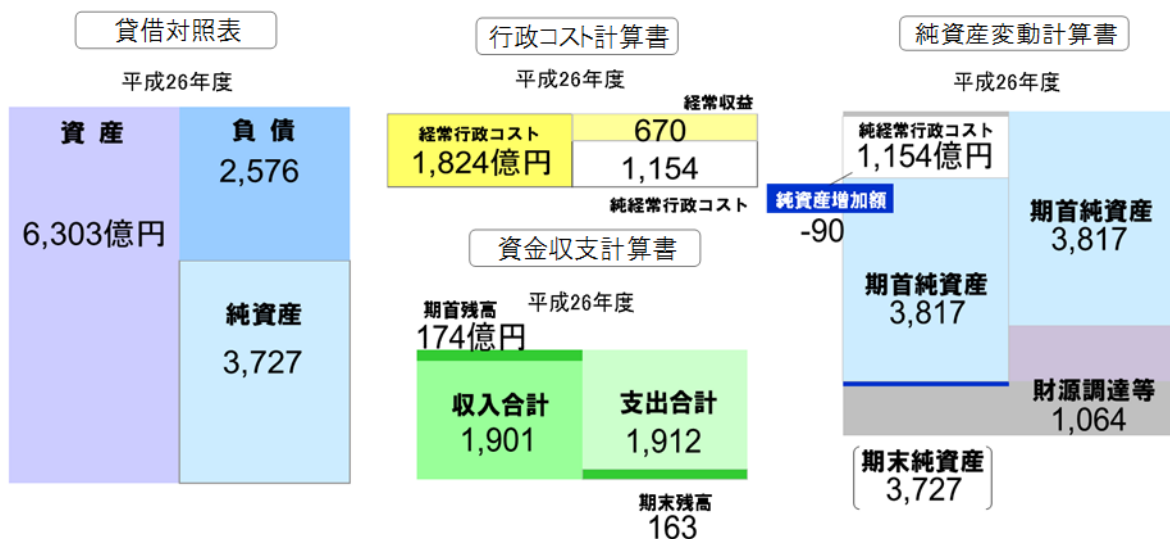 貸借対照表
平成26年度
資 産
6,303億円
負 債
2,576
純資産
3,727
行政コスト計算書
平成26年度
経常収益
経常行政コスト
1,824億円
670
1,154
純経常行政コスト
資金収支計算書
平成26年度
期首残高
174億円
収入合計
1,901
支出合計
1,912
期末残高
163
純資産変動計算書
平成26年度
純経常行政コスト
1,154億円
純資産増加額
-90
期首純資産
3,817
期首純資産
3,817
財源調達等
1,064
期末純資産
3,727